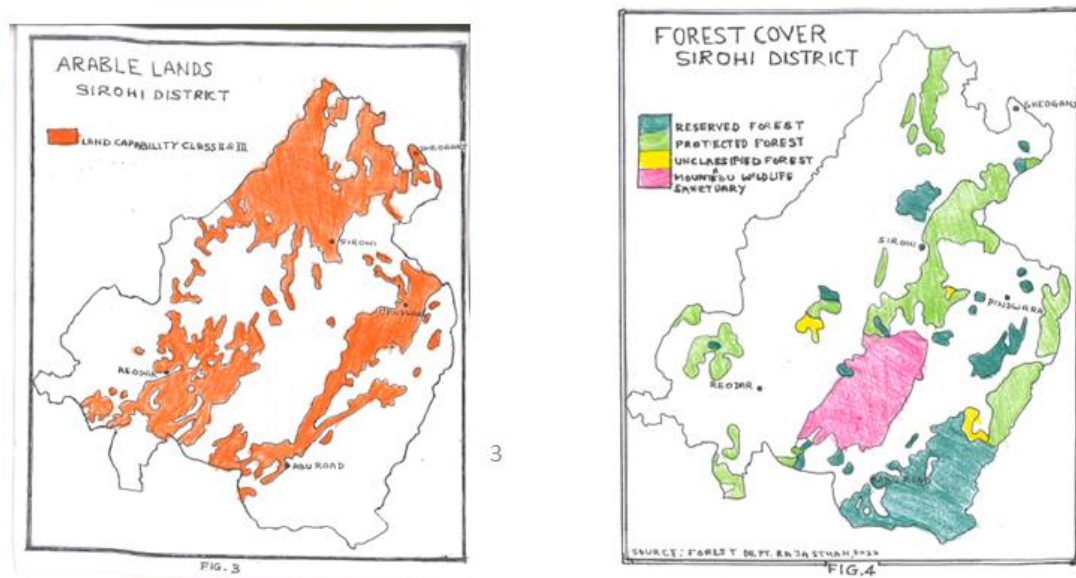 ARABLE LANDS
SIROHI DISTRICT
LAND CAPABILITY CLASS II & III
SIROHI
REODAR
ABU ROAD
FIG. 3
3
FOREST COVER
SIROHI DISTRICT
RESERVED FOREST
PROTECTED FOREST
UNCLASSIFIED FOREST
MOUNT ABU WILDLIFE
SANCTUARY
SHEOGANJ
SIROHI
PINDWARA
REODAR
ABU ROAD
SOURCE: FOREST DEPT. RAJASTHAN, 2020
FIG.4